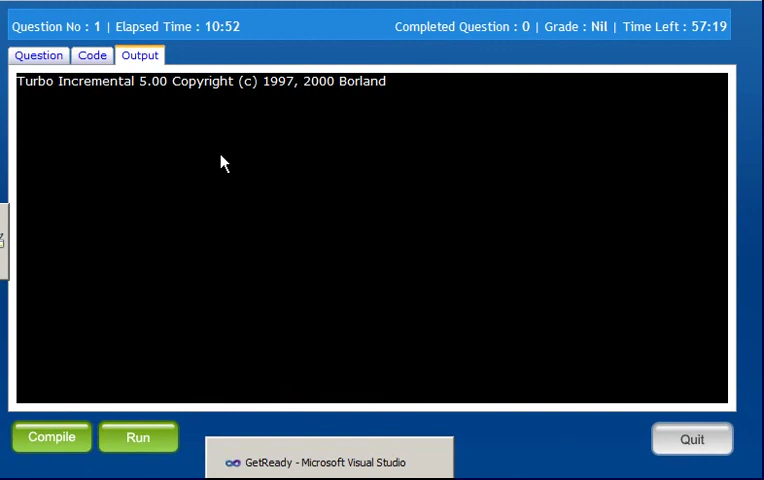 Question No : 1 | Elapsed Time : 10:52
Completed Question : 0 | Grade : Nil | Time Left : 57:19
Question
Code
Output
Turbo Incremental 5.00 Copyright (c) 1997, 2000 Borland
Compile
Run
Quit
GetReady - Microsoft Visual Studio